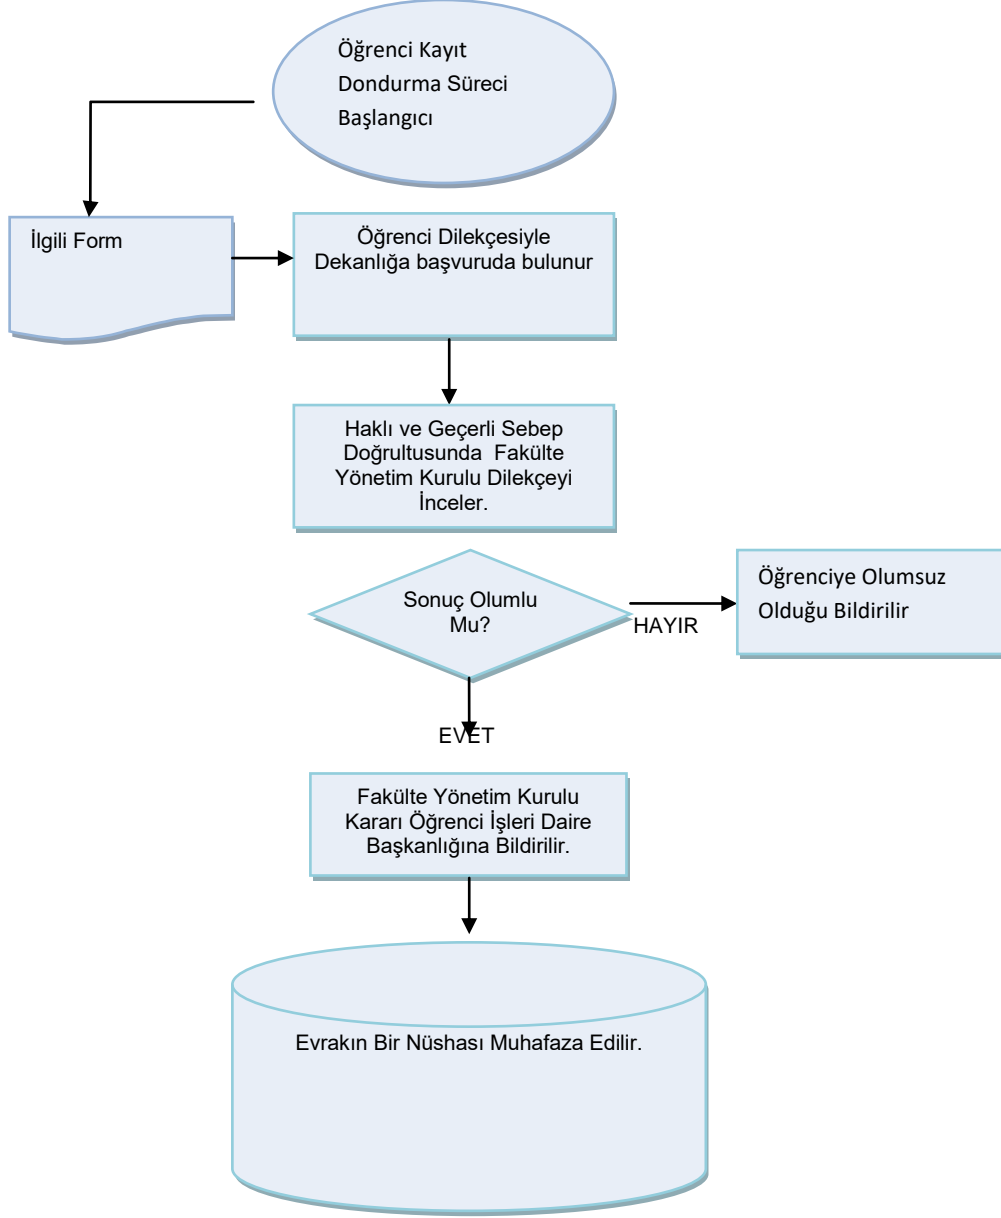 Öğrenci Kayıt
Dondurma Süreci
Başlangıcı
İlgili Form
Öğrenci Dilekçesiyle
Dekanlığa başvuruda bulunur
Haklı ve Geçerli Sebep
Doğrultusunda  Fakülte
Yönetim Kurulu Dilekçeyi
İnceler.
Sonuç Olumlu
Mu?
HAYIR
Öğrenciye Olumsuz
Olduğu Bildirilir
EVET
Fakülte Yönetim Kurulu
Kararı Öğrenci İşleri Daire
Başkanlığına Bildirilir.
Evrakın Bir Nüshası Muhafaza Edilir.